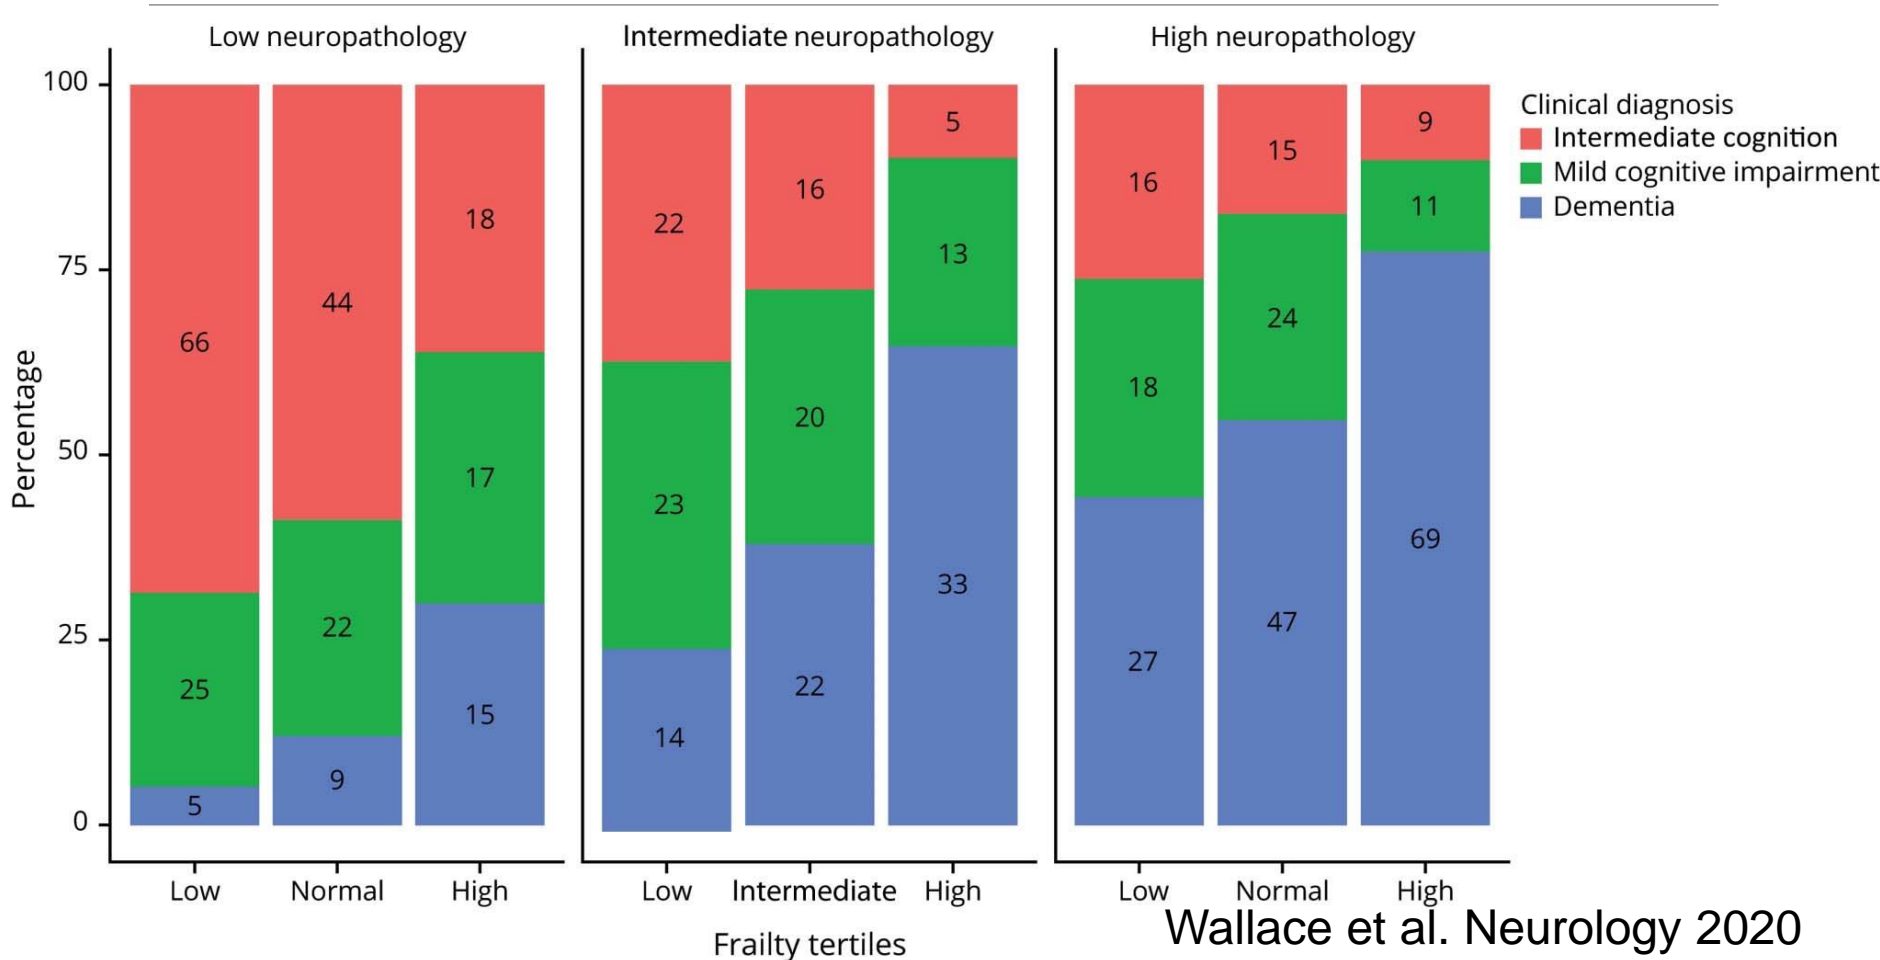 Low neuropathology
Intermediate neuropathology
High neuropathology
Percentage
100
75
50
25
0
66
25
5
44
22
9
18
17
15
22
23
14
16
20
22
5
13
33
16
18
27
15
24
47
9
11
69
Clinical diagnosis
Intermediate cognition
Mild cognitive impairment
Dementia
Low Normal High
Low Intermediate High
Low Normal High
Frailty tertiles
Wallace et al. Neurology 2020